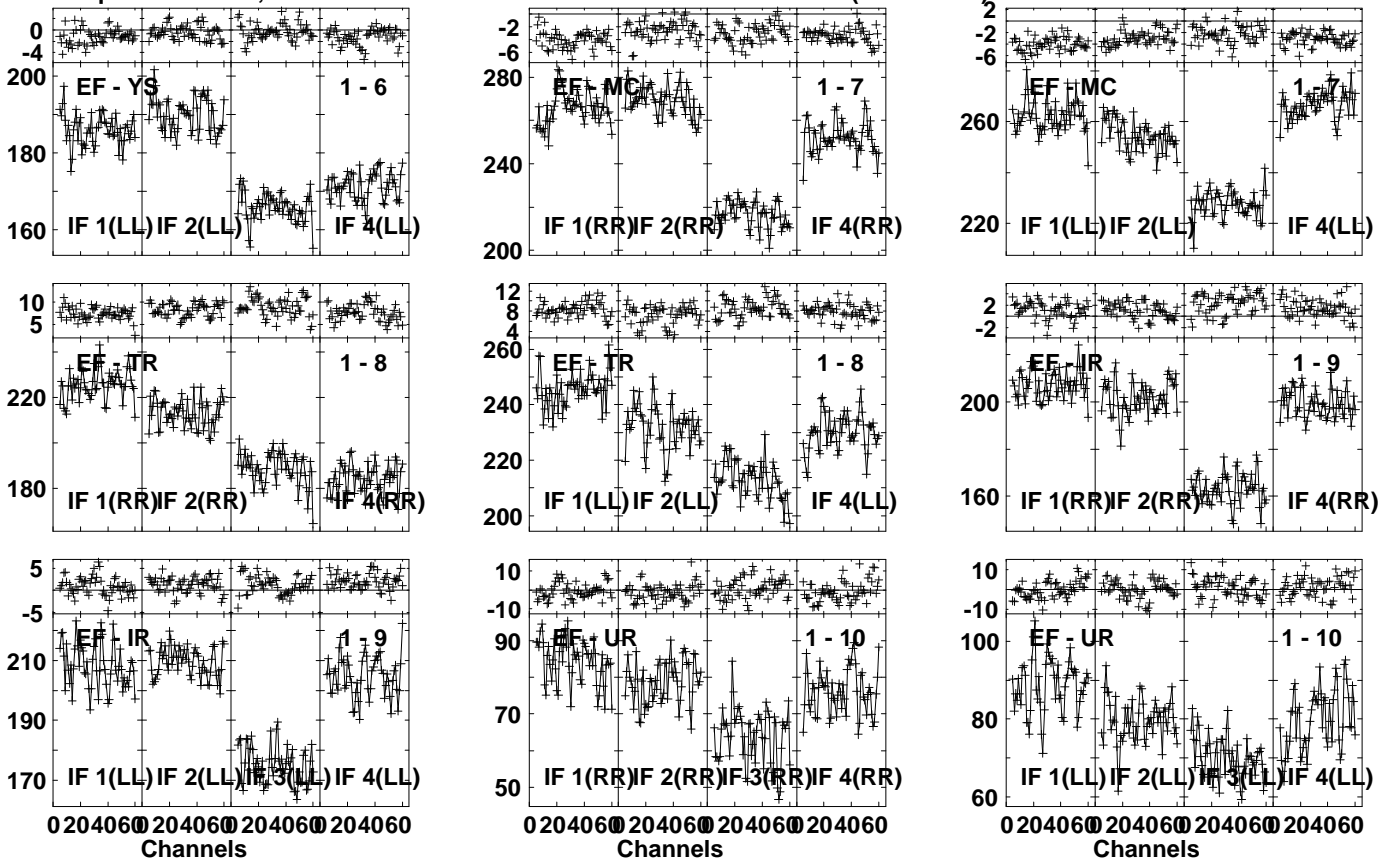 0
-4
200
180
160
EF - YS
1 - 6
IF 1(LL) IF 2(LL) IF 4(LL)
-2
-6
280
240
200
EF - MC
1 - 7
IF 1(RR) IF 2(RR) IF 4(RR)
2
-2
-6
260
220
EF - MC
1 - 7
IF 1(LL) IF 2(LL) IF 4(LL)
10
5
220
180
EF - TR
1 - 8
IF 1(RR) IF 2(RR) IF 4(RR)
12
8
4
260
240
220
200
EF - TR
1 - 8
IF 1(LL) IF 2(LL) IF 4(LL)
2
-2
200
160
EF - IR
1 - 9
IF 1(RR) IF 2(RR) IF 4(RR)
5
-5
210
190
170
EF - IR
1 - 9
IF 1(LL) IF 2(LL) IF 3(LL) IF 4(LL)
0 20 40 60 0 20 40 60 0 20 40 60 0 20 40 60
Channels
10
-10
90
70
50
EF - UR
1 - 10
IF 1(RR) IF 2(RR) IF 3(RR) IF 4(RR)
0 20 40 60 0 20 40 60 0 20 40 60 0 20 40 60
Channels
10
-10
100
80
60
EF - UR
1 - 10
IF 1(LL) IF 2(LL) IF 3(LL) IF 4(LL)
0 20 40 60 0 20 40 60 0 20 40 60 0 20 40 60
Channels